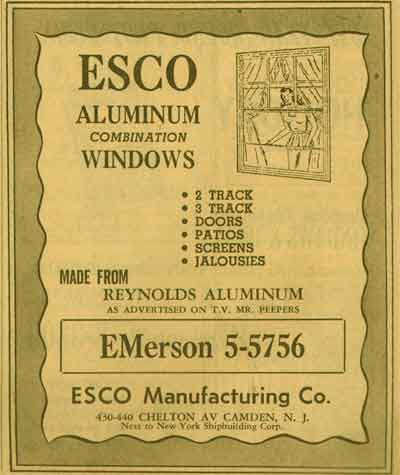 ESCO
ALUMINUM
COMBINATION
WINDOWS
• 2 TRACK
• 3 TRACK
• DOORS
• PATIOS
• SCREENS
• JALOUSIES
MADE FROM
REYNOLDS ALUMINUM
AS ADVERTISED ON T.V. MR. PEEPERS
EMerson 5-5756
ESCO Manufacturing Co.
430-440 CHELTON AV CAMDEN, N. J.
Next to New York Shipbuilding Corp.